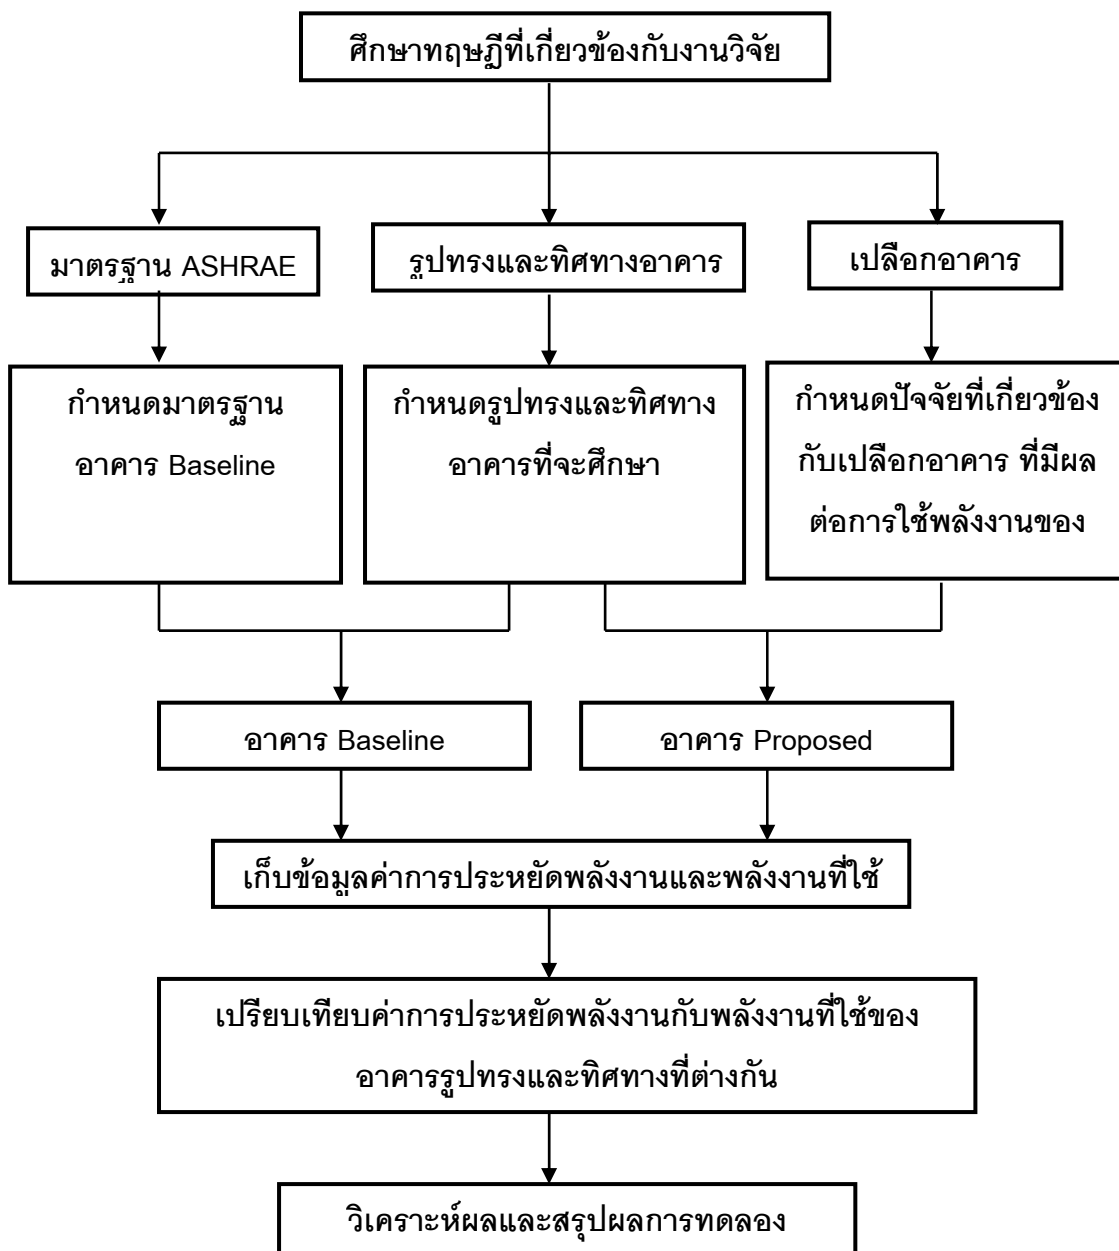 ศึกษาทฤษฎีที่เกี่ยวข้องกับงานวิจัย
มาตรฐาน ASHRAE
รูปทรงและทิศทางอาคาร
เปลือกอาคาร
กำหนดมาตรฐาน
อาคาร Baseline
กำหนดรูปทรงและทิศทาง
อาคารที่จะศึกษา
กำหนดปัจจัยที่เกี่ยวข้อง
กับเปลือกอาคาร ที่มีผล
ต่อการใช้พลังงานของ
อาคาร Baseline
อาคาร Proposed
เก็บข้อมูลค่าการประหยัดพลังงานและพลังงานที่ใช้
เปรียบเทียบค่าการประหยัดพลังงานกับพลังงานที่ใช้ของ
อาคารรูปทรงและทิศทางที่ต่างกัน
วิเคราะห์ผลและสรุปผลการทดลอง